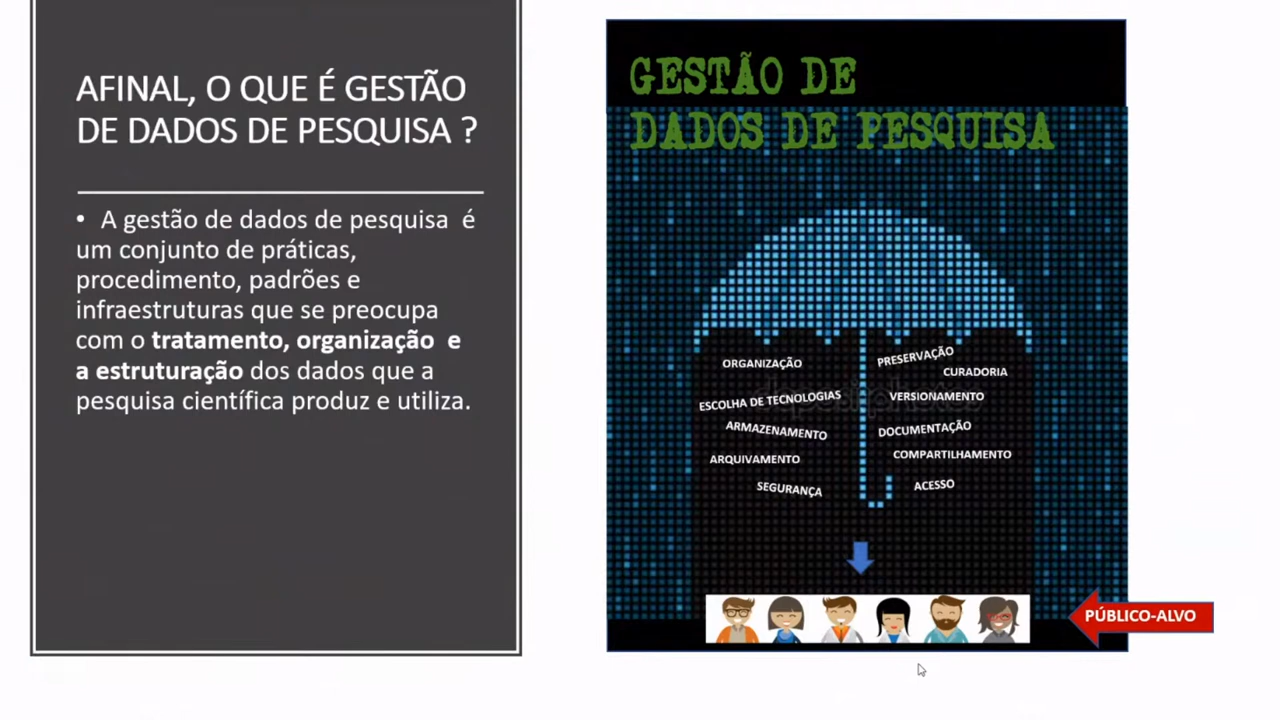 AFINAL, O QUE É GESTÃO
DE DADOS DE PESQUISA ?
• A gestão de dados de pesquisa é
um conjunto de práticas,
procedimento, padrões e
infraestruturas que se preocupa
com o tratamento, organização e
a estruturação dos dados que a
pesquisa científica produz e utiliza.
GESTÃO DE
DADOS DE PESQUISA
ORGANIZAÇÃO
ESCOLHA DE TECNOLOGIAS
ARMAZENAMENTO
ARQUIVAMENTO
SEGURANÇA
PRESERVAÇÃO
CURADORIA
VERSIONAMENTO
DOCUMENTAÇÃO
COMPARTILHAMENTO
ACESSO
PÚBLICO-ALVO